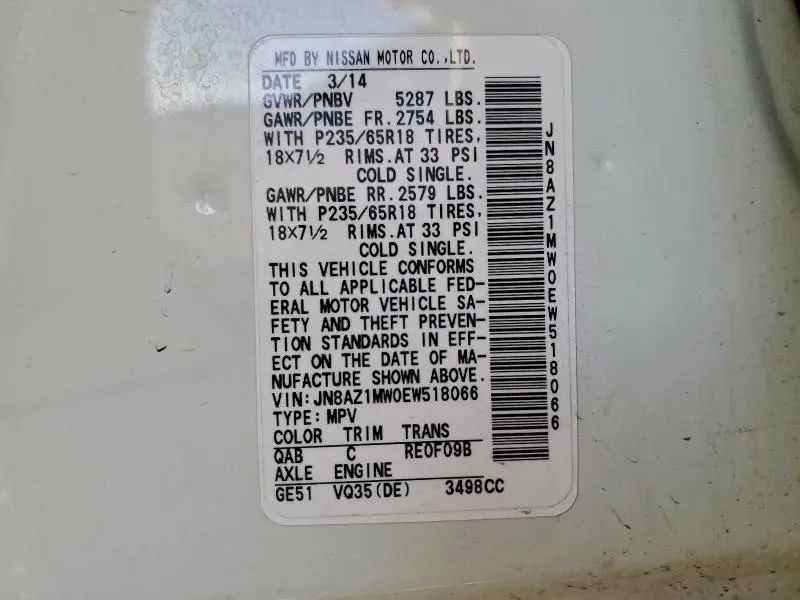 MFD BY NISSAN MOTOR CO.,LTD.
DATE 3/14
GVWR/PNBV 5287 LBS.
GAWR/PNBE FR. 2754 LBS.
WITH P235/65R18 TIRES,
18×7½ RIMS. AT 33 PSI
COLD SINGLE.
GAWR/PNBE RR. 2579 LBS.
WITH P235/65R18 TIRES,
18×7½ RIMS. AT 33 PSI
COLD SINGLE.
THIS VEHICLE CONFORMS
TO ALL APPLICABLE FED-
ERAL MOTOR VEHICLE SA-
FETY AND THEFT PREVEN-
TION STANDARDS IN EFF-
ECT ON THE DATE OF MA-
NUFACTURE SHOWN ABOVE.
VIN:JN8AZ1MW0EW518066
TYPE:MPV
COLOR TRIM TRANS
QAB C RE0F09B
AXLE ENGINE
GE51 VQ35(DE) 3498CC
JN8AZ1MW0EW518066